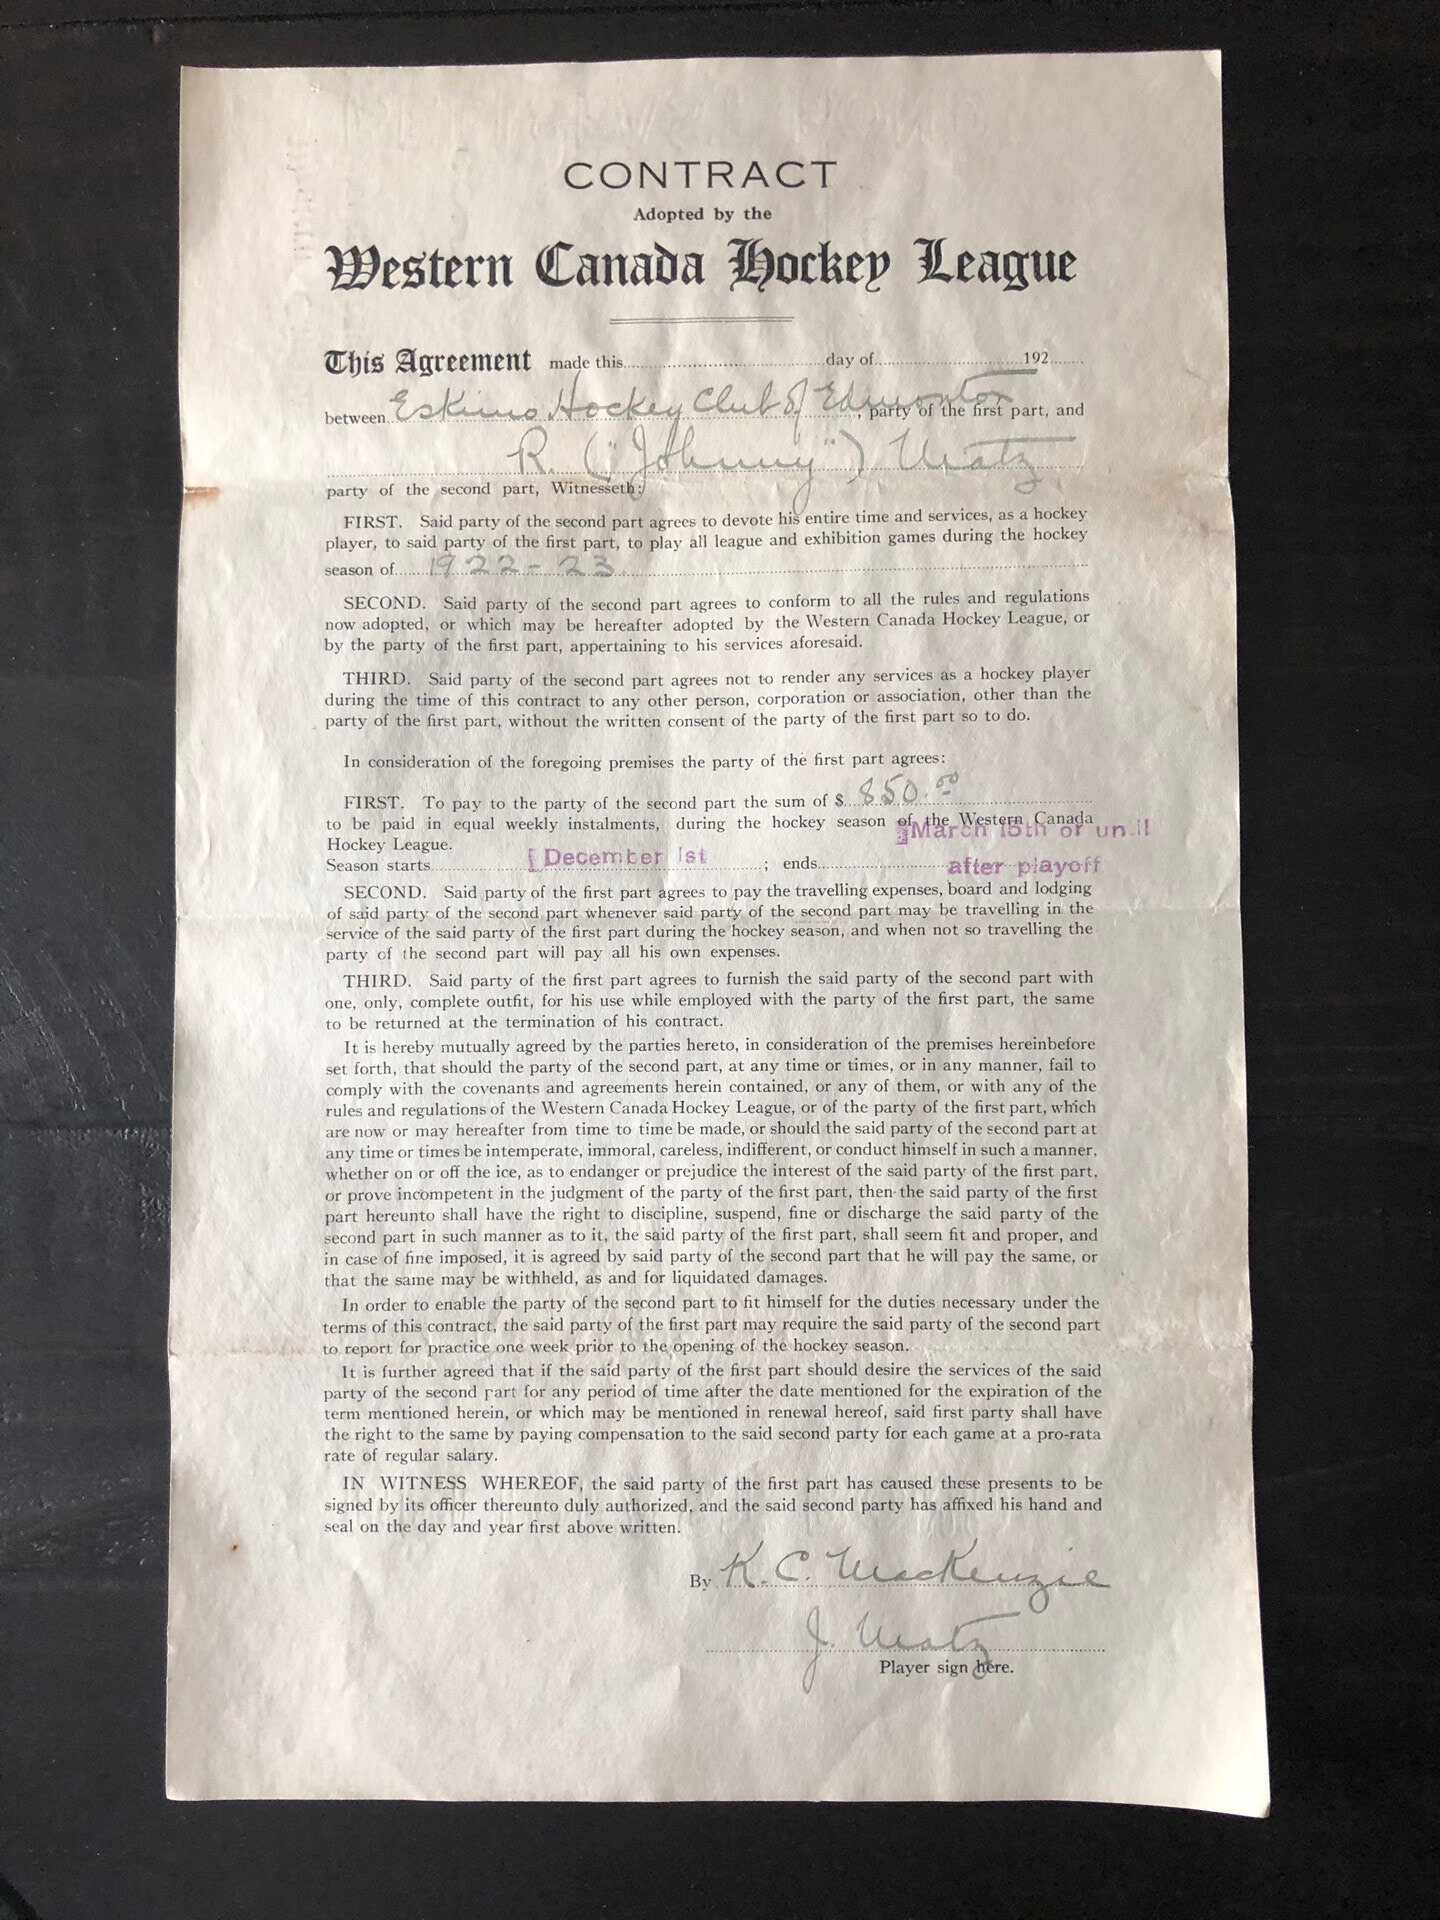 CONTRACT
Adopted by the
Western Canada Hockey League
This Agreement made this day of 192
between Eskimo Hockey Club of Edmonton, party of the first part, and
R. ("Johnny") Matz
party of the second part, Witnesseth:
FIRST. Said party of the second part agrees to devote his entire time and services, as a hockey
player, to said party of the first part, to play all league and exhibition games during the hockey
season of 1922-23.
SECOND. Said party of the second part agrees to conform to all the rules and regulations
now adopted, or which may be hereafter adopted by the Western Canada Hockey League, or
by the party of the first part, appertaining to his services aforesaid.
THIRD. Said party of the second part agrees not to render any services as a hockey player
during the time of this contract to any other person, corporation or association, other than the
party of the first part, without the written consent of the party of the first part so to do.
In consideration of the foregoing premises the party of the first part agrees:
FIRST. To pay to the party of the second part the sum of $ 850.00
to be paid in equal weekly instalments, during the hockey season of the Western Canada
Hockey League. March 15th or until
Season starts December 1st ; ends after playoff
SECOND. Said party of the first part agrees to pay the travelling expenses, board and lodging
of said party of the second part whenever said party of the second part may be travelling in the
service of the said party of the first part during the hockey season, and when not so travelling the
party of the second part will pay all his own expenses.
THIRD. Said party of the first part agrees to furnish the said party of the second part with
one, only, complete outfit, for his use while employed with the party of the first part, the same
to be returned at the termination of his contract.
It is hereby mutually agreed by the parties hereto, in consideration of the premises hereinbefore
set forth, that should the party of the second part, at any time or times, or in any manner, fail to
comply with the covenants and agreements herein contained, or any of them, or with any of the
rules and regulations of the Western Canada Hockey League, or of the party of the first part, which
are now or may hereafter from time to time be made, or should the said party of the second part at
any time or times be intemperate, immoral, careless, indifferent, or conduct himself in such a manner,
whether on or off the ice, as to endanger or prejudice the interest of the said party of the first part,
or prove incompetent in the judgment of the party of the first part, then the said party of the first
part hereunto shall have the right to discipline, suspend, fine or discharge the said party of the
second part in such manner as to it, the said party of the first part, shall seem fit and proper, and
in case of fine imposed, it is agreed by said party of the second part that he will pay the same, or
that the same may be withheld, as and for liquidated damages.
In order to enable the party of the second part to fit himself for the duties necessary under the
terms of this contract, the said party of the first part may require the said party of the second part
to report for practice one week prior to the opening of the hockey season.
It is further agreed that if the said party of the first part should desire the services of the said
party of the second part for any period of time after the date mentioned for the expiration of the
term mentioned herein, or which may be mentioned in renewal hereof, said first party shall have
the right to the same by paying compensation to the said second party for each game at a pro-rata
rate of regular salary.
IN WITNESS WHEREOF, the said party of the first part has caused these presents to be
signed by its officer thereunto duly authorized, and the said second party has affixed his hand and
seal on the day and year first above written.
By K. C. MacKenzie
J. Matz
Player sign here.